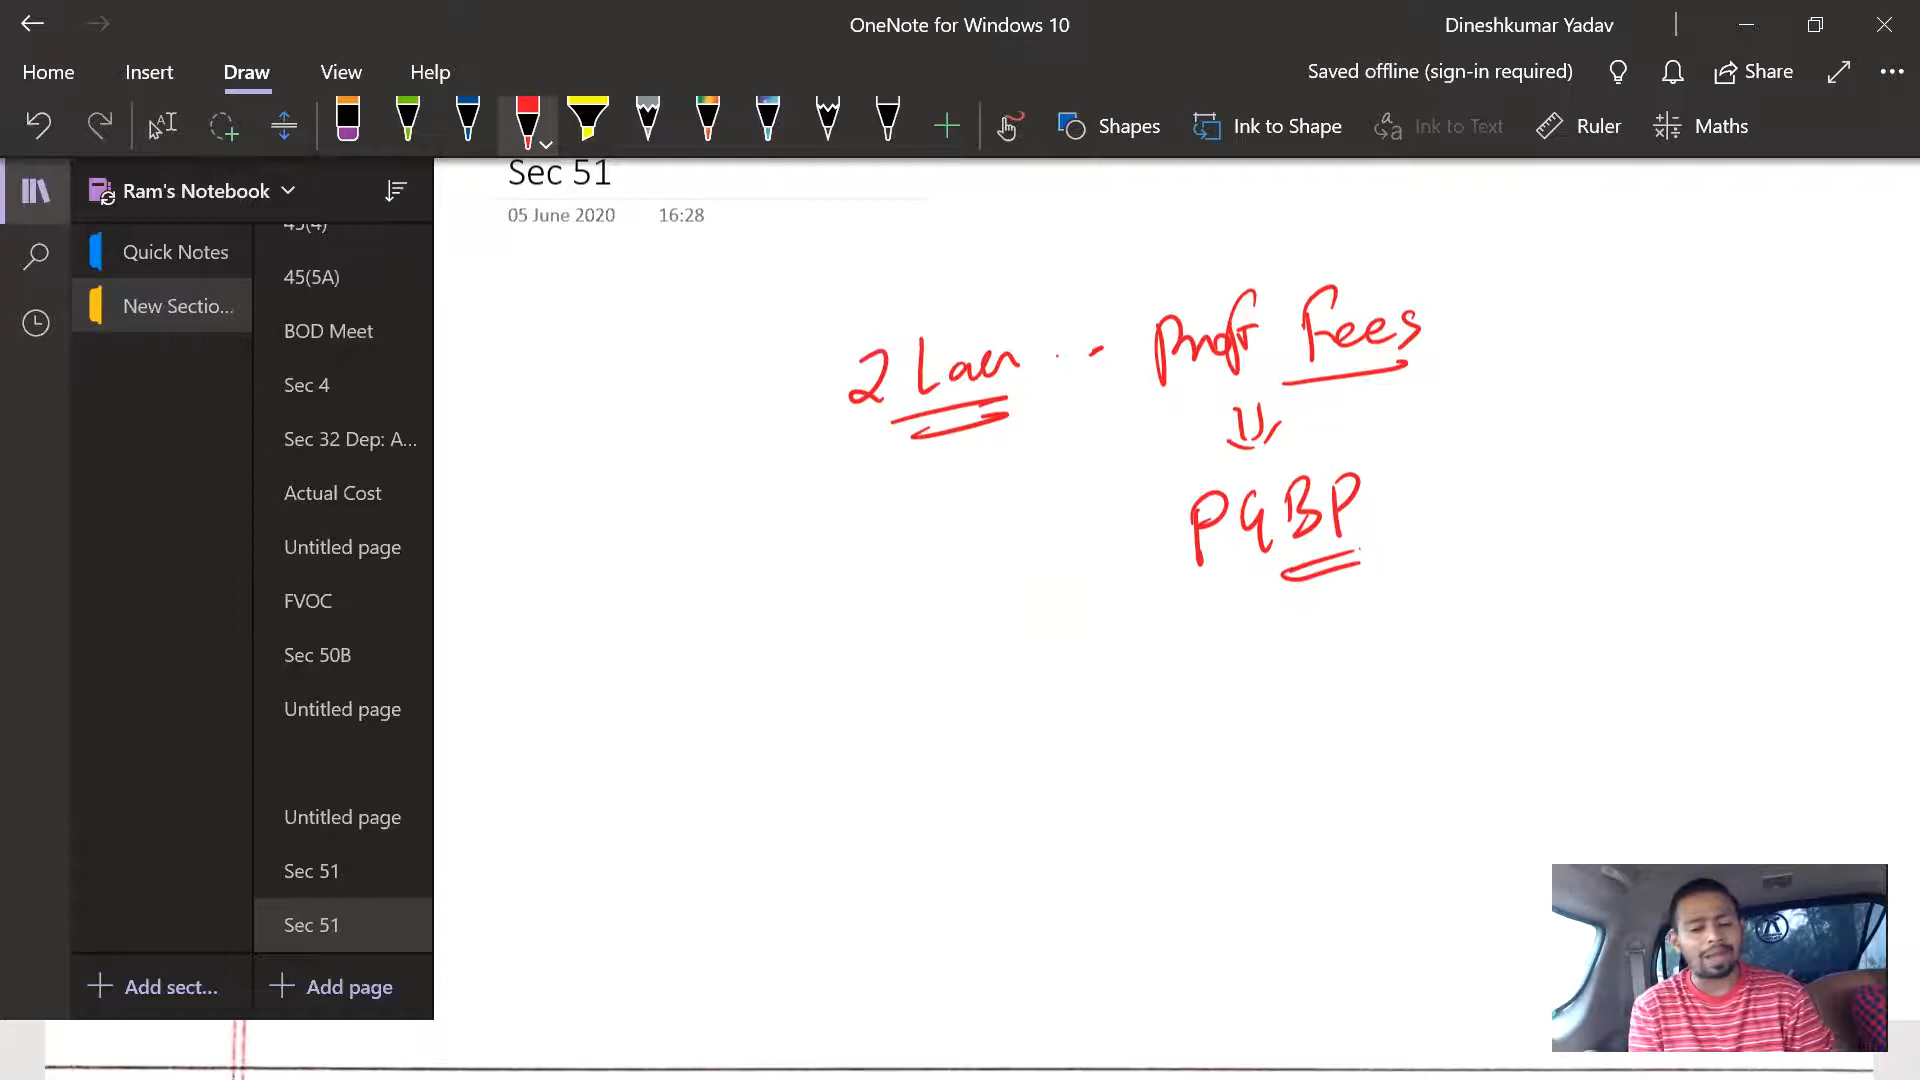 OneNote for Windows 10
Dineshkumar Yadav
Home Insert Draw View Help
Saved offline (sign-in required)
Share
Shapes
Ink to Shape
Ink to Text
Ruler
Maths
Ram's Notebook
Quick Notes
New Sectio...
45(4)
45(5A)
BOD Meet
Sec 4
Sec 32 Dep: A...
Actual Cost
Untitled page
FVOC
Sec 50B
Untitled page
Untitled page
Sec 51
Sec 51
Add sect...
Add page
Sec 51
05 June 2020 16:28
2 .. Prof Fees
PGBP